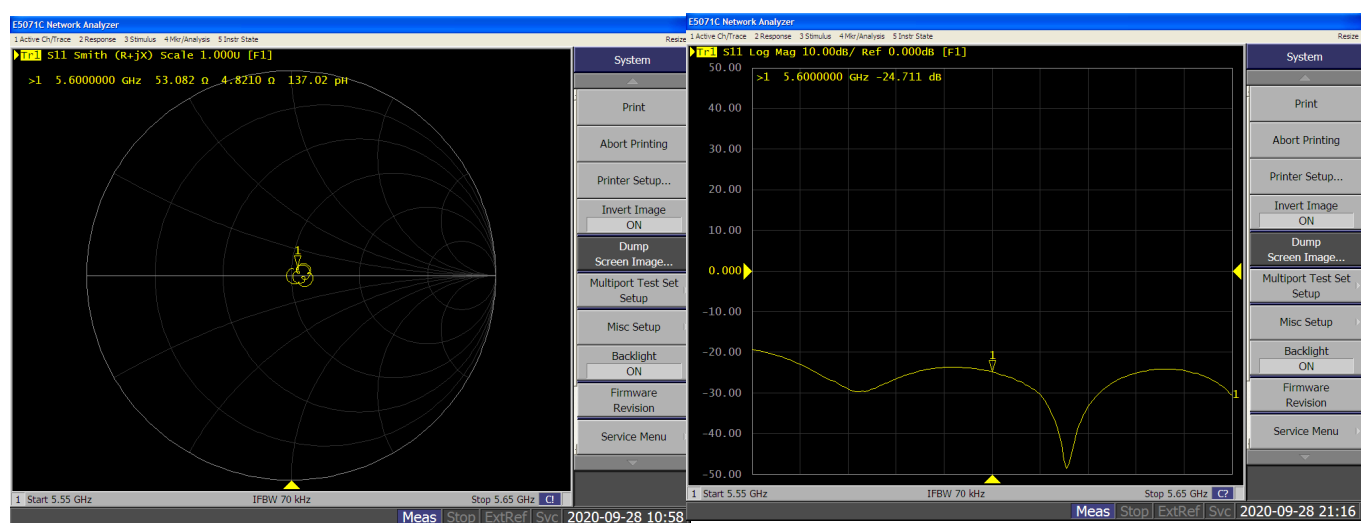 E5071C Network Analyzer
1 Active Ch/Trace 2 Response 3 Stimulus 4 Mkr/Analysis 5 Instr State Resize
Tr1 S11 Smith (R+jX) Scale 1.000U [F1]
>1 5.6000000 GHz 53.082 Ω 4.8210 Ω 137.02 pH
1
System
Print
Abort Printing
Printer Setup...
Invert Image
ON
Dump
Screen Image...
Multiport Test Set
Setup
Misc Setup
Backlight
ON
Firmware
Revision
Service Menu
1 Start 5.55 GHz IFBW 70 kHz Stop 5.65 GHz C!
Meas Stop ExtRef Svc 2020-09-28 10:58
E5071C Network Analyzer
1 Active Ch/Trace 2 Response 3 Stimulus 4 Mkr/Analysis 5 Instr State Resize
Tr1 S11 Log Mag 10.00dB/ Ref 0.000dB [F1]
50.00
>1 5.6000000 GHz -24.711 dB
40.00
30.00
20.00
10.00
0.000
-10.00
-20.00
1
-30.00
1
-40.00
-50.00
System
Print
Abort Printing
Printer Setup...
Invert Image
ON
Dump
Screen Image...
Multiport Test Set
Setup
Misc Setup
Backlight
ON
Firmware
Revision
Service Menu
1 Start 5.55 GHz IFBW 70 kHz Stop 5.65 GHz C?
Meas Stop ExtRef Svc 2020-09-28 21:16